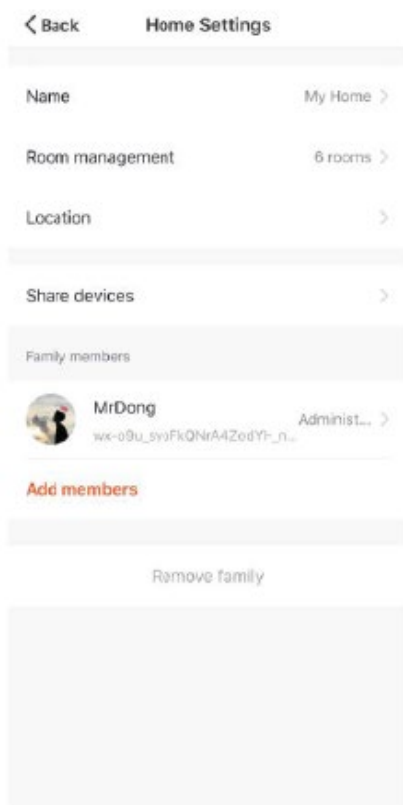 Back Home Settings
Name My Home
Room management 6 rooms
Location
Share devices
Family members
MrDong
Administ...
Add members
Remove family